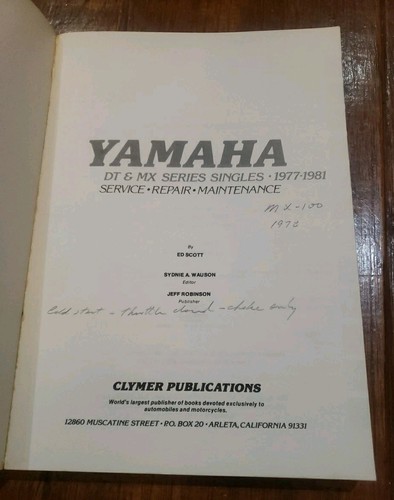 YAMAHA
DT & MX SERIES SINGLES • 1977-1981
SERVICE • REPAIR • MAINTENANCE
MX-100
By
ED SCOTT
SYDNIE A. WAUSON
Editor
JEFF ROBINSON
Publisher
Cold start - throttle closed - choke only
CLYMER PUBLICATIONS
World's largest publisher of books devoted exclusively to
automobiles and motorcycles.
12860 MUSCATINE STREET • P.O. BOX 20 • ARLETA, CALIFORNIA 91331